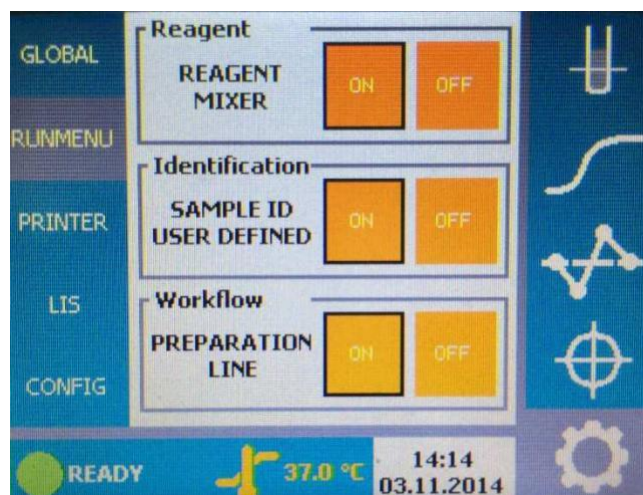 GLOBAL
RUNMENU
PRINTER
LIS
CONFIG
Reagent
REAGENT
MIXER
ON
OFF
Identification
SAMPLE ID
USER DEFINED
ON
OFF
Workflow
PREPARATION
LINE
ON
OFF
READY
37.0 °C
14:14
03.11.2014